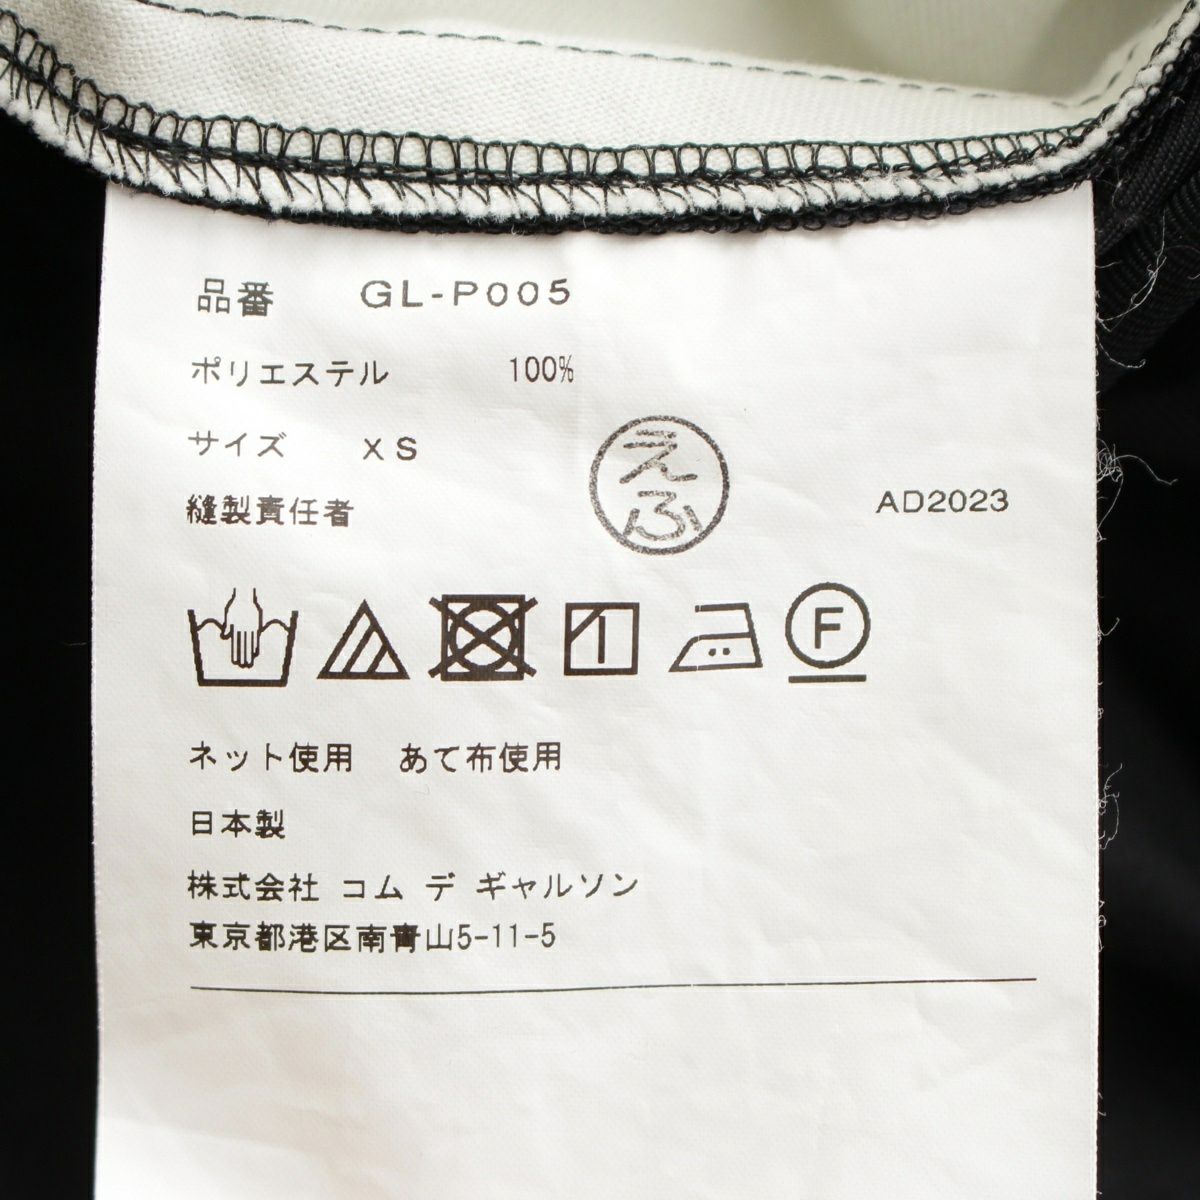 品番 GL-P005
ポリエステル 100%
サイズ XS
縫製責任者 えふ AD2023
F
ネット使用 あて布使用
日本製
株式会社 コム デ ギャルソン
東京都港区南青山5-11-5